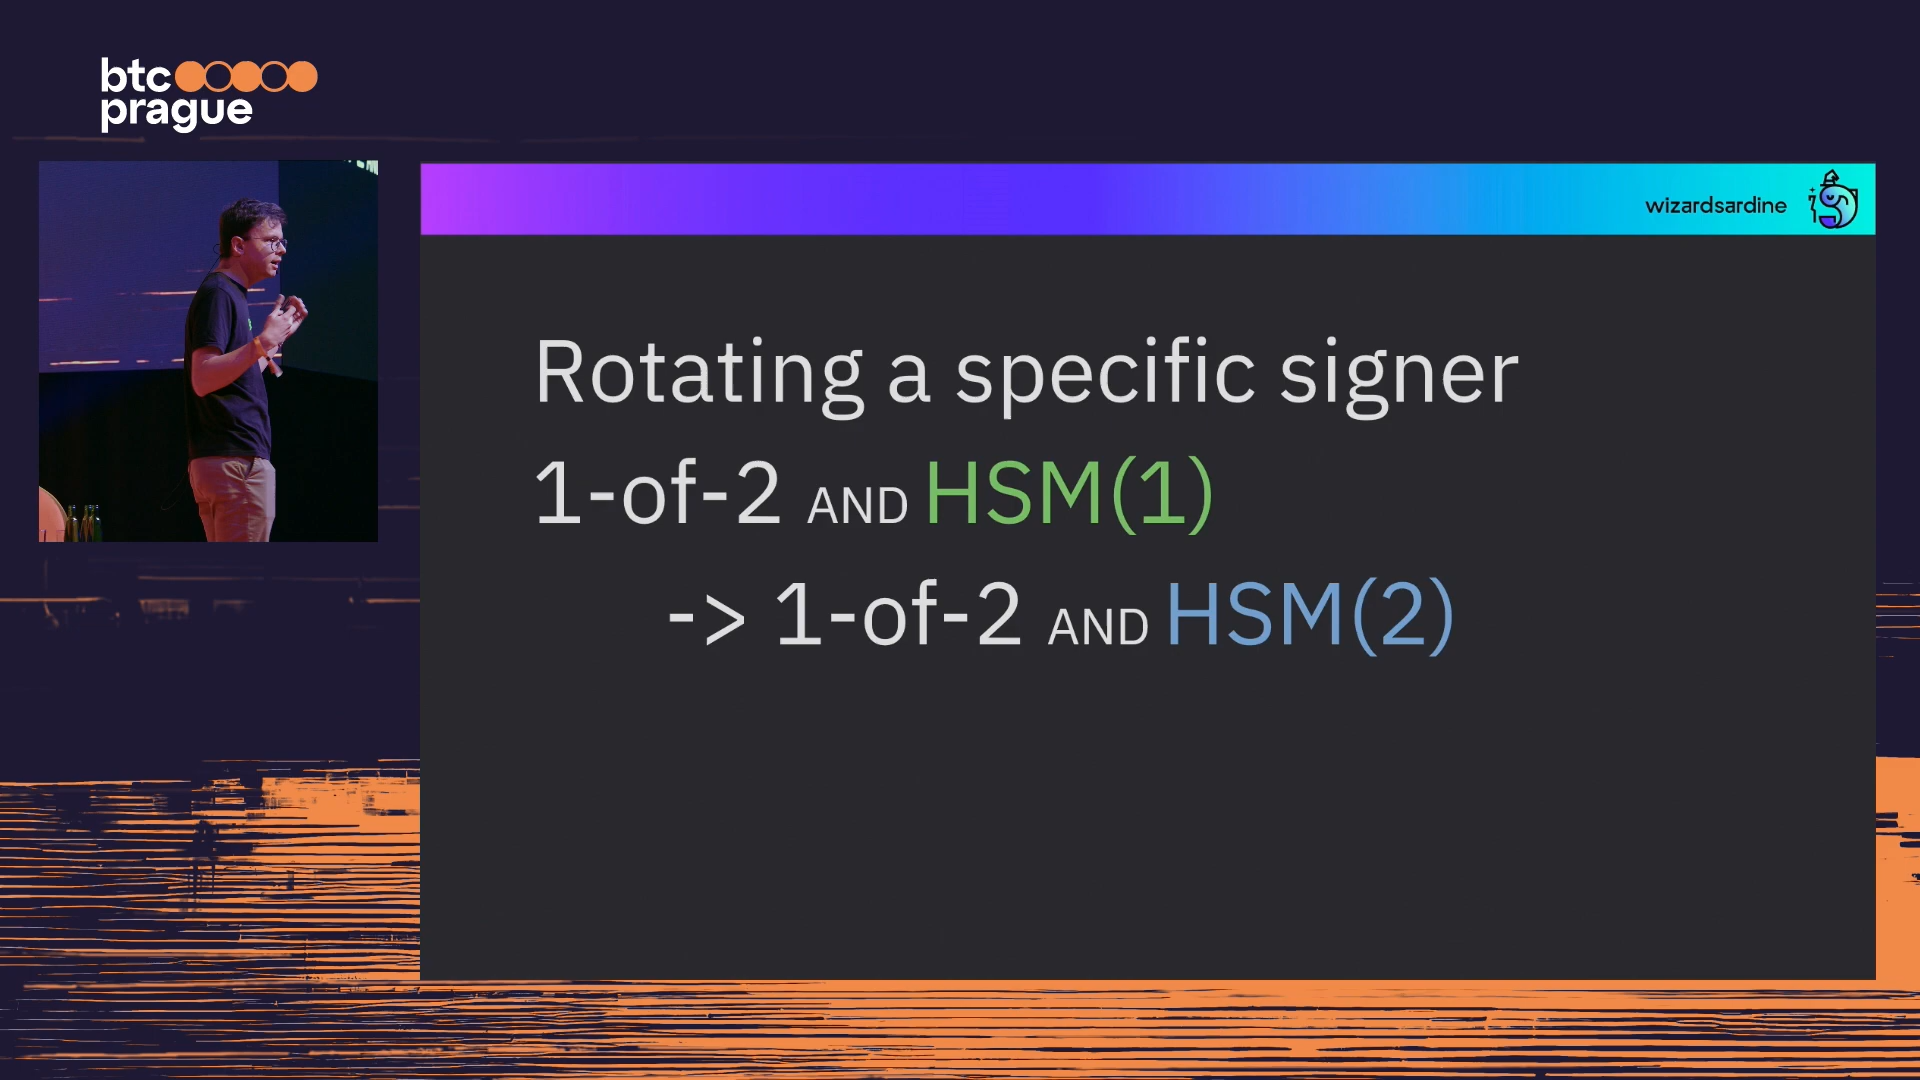 btc
prague
wizardsardine
Rotating a specific signer
1-of-2 AND HSM(1)
-> 1-of-2 AND HSM(2)